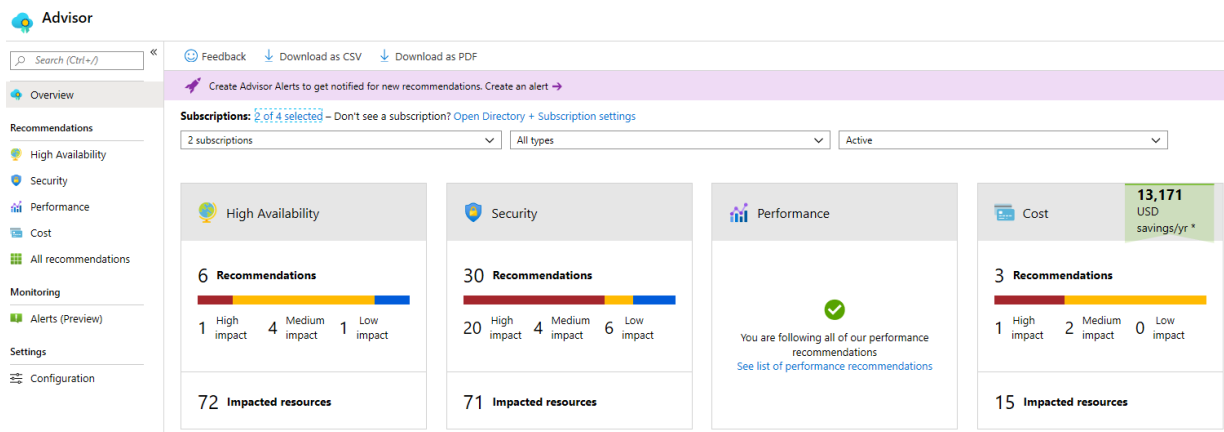 Advisor
Search (Ctrl+/)
«
Overview
Recommendations
High Availability
Security
Performance
Cost
All recommendations
Monitoring
Alerts (Preview)
Settings
Configuration
Feedback
Download as CSV
Download as PDF
Create Advisor Alerts to get notified for new recommendations. Create an alert →
Subscriptions: 2 of 4 selected – Don't see a subscription? Open Directory + Subscription settings
2 subscriptions
All types
Active
High Availability
6 Recommendations
1 High impact
4 Medium impact
1 Low impact
72 Impacted resources
Security
30 Recommendations
20 High impact
4 Medium impact
6 Low impact
71 Impacted resources
Performance
You are following all of our performance
recommendations
See list of performance recommendations
Cost
13,171
USD
savings/yr *
3 Recommendations
1 High impact
2 Medium impact
0 Low impact
15 Impacted resources